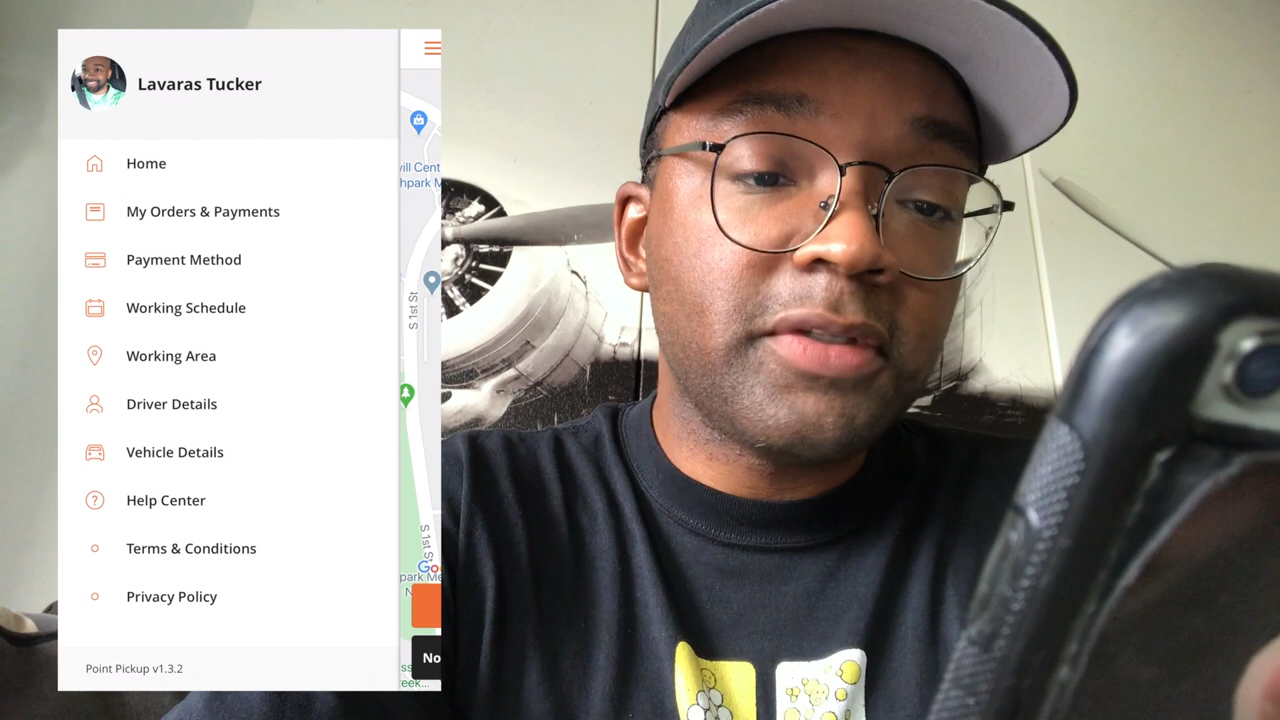 Lavaras Tucker
Home
My Orders & Payments
Payment Method
Working Schedule
Working Area
Driver Details
Vehicle Details
Help Center
Terms & Conditions
Privacy Policy
Point Pickup v1.3.2
S 1st St
S 1st St
No